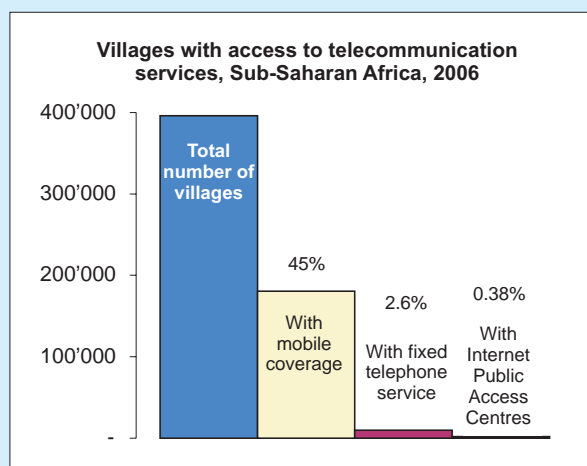 Villages with access to telecommunication
services, Sub-Saharan Africa, 2006
400’000
300’000
200’000
100’000
-
Total
number of
villages
45%
With
mobile
coverage
2.6%
With fixed
telephone
service
0.38%
With
Internet
Public
Access
Centres